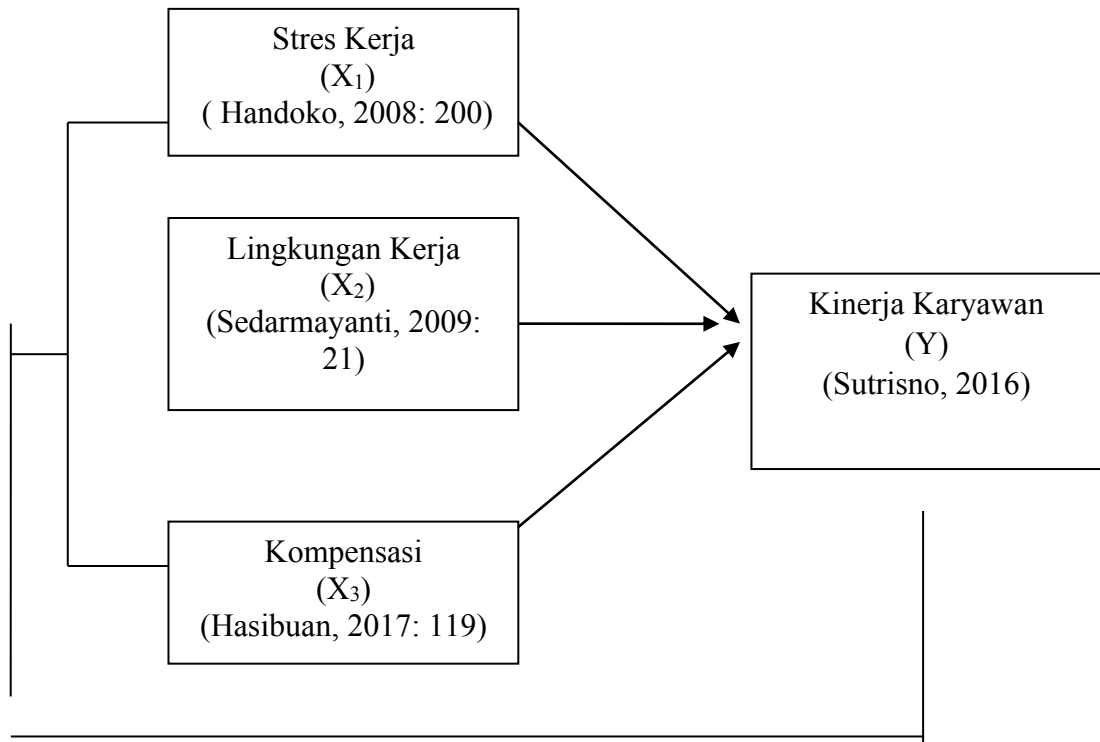 Stres Kerja
(X₁)
( Handoko, 2008: 200)
Lingkungan Kerja
(X₂)
(Sedarmayanti, 2009:
21)
Kompensasi
(X₃)
(Hasibuan, 2017: 119)
Kinerja Karyawan
(Y)
(Sutrisno, 2016)